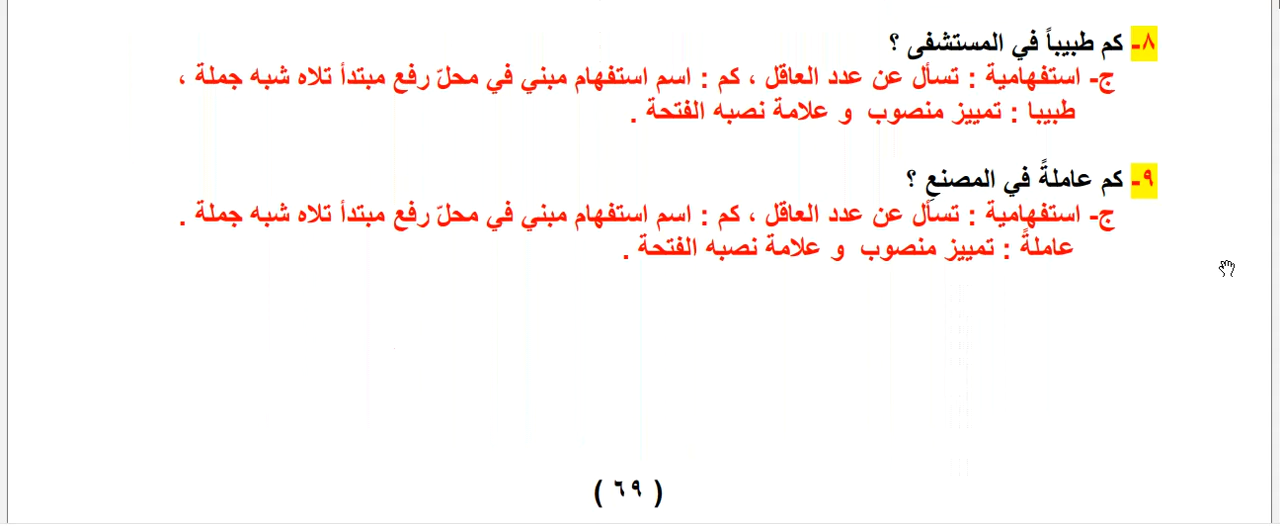 ٨- كم طبيباً في المستشفى ؟
ج- استفهامية : تسأل عن عدد العاقل ، كم : اسم استفهام مبني في محلّ رفع مبتدأ تلاه شبه جملة ،
طبيبا : تمييز منصوب و علامة نصبه الفتحة .
٩- كم عاملةً في المصنعِ ؟
ج- استفهامية : تسأل عن عدد العاقل ، كم : اسم استفهام مبني في محلّ رفع مبتدأ تلاه شبه جملة .
عاملةً : تمييز منصوب و علامة نصبه الفتحة .
( ٦٩ )